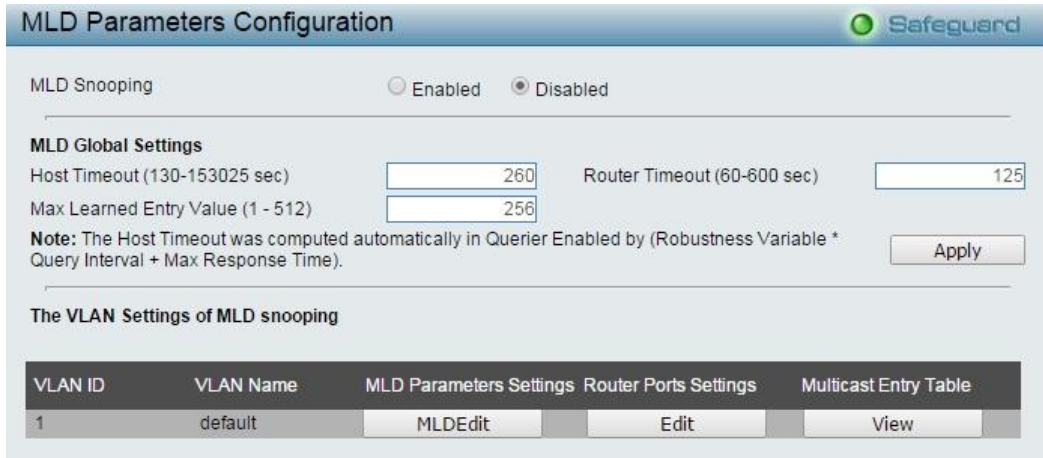 MLD Parameters Configuration
Safeguard
MLD Snooping
Enabled
Disabled
MLD Global Settings
Host Timeout (130-153025 sec)
260
Router Timeout (60-600 sec)
125
Max Learned Entry Value (1 - 512)
256
Note: The Host Timeout was computed automatically in Querier Enabled by (Robustness Variable *
Query Interval + Max Response Time).
Apply
The VLAN Settings of MLD snooping
VLAN ID VLAN Name MLD Parameters Settings Router Ports Settings Multicast Entry Table
1 default MLDEdit Edit View